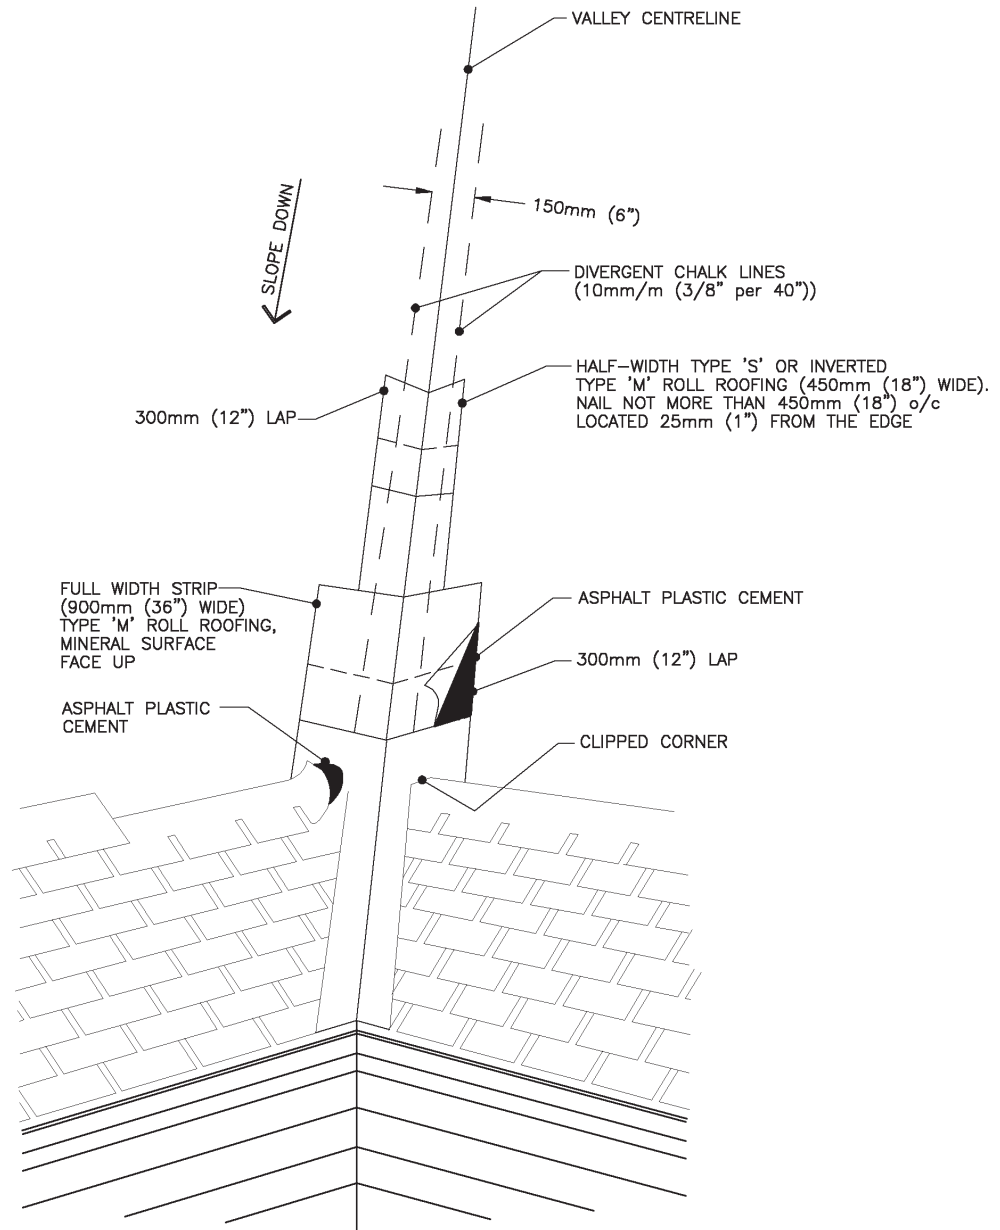 VALLEY CENTRELINE
SLOPE DOWN
150mm (6")
DIVERGENT CHALK LINES
(10mm/m (3/8" per 40"))
HALF-WIDTH TYPE 'S' OR INVERTED
TYPE 'M' ROLL ROOFING (450mm (18") WIDE).
NAIL NOT MORE THAN 450mm (18") o/c
LOCATED 25mm (1") FROM THE EDGE
300mm (12") LAP
FULL WIDTH STRIP
(900mm (36") WIDE)
TYPE 'M' ROLL ROOFING,
MINERAL SURFACE
FACE UP
ASPHALT PLASTIC CEMENT
300mm (12") LAP
ASPHALT PLASTIC
CEMENT
CLIPPED CORNER